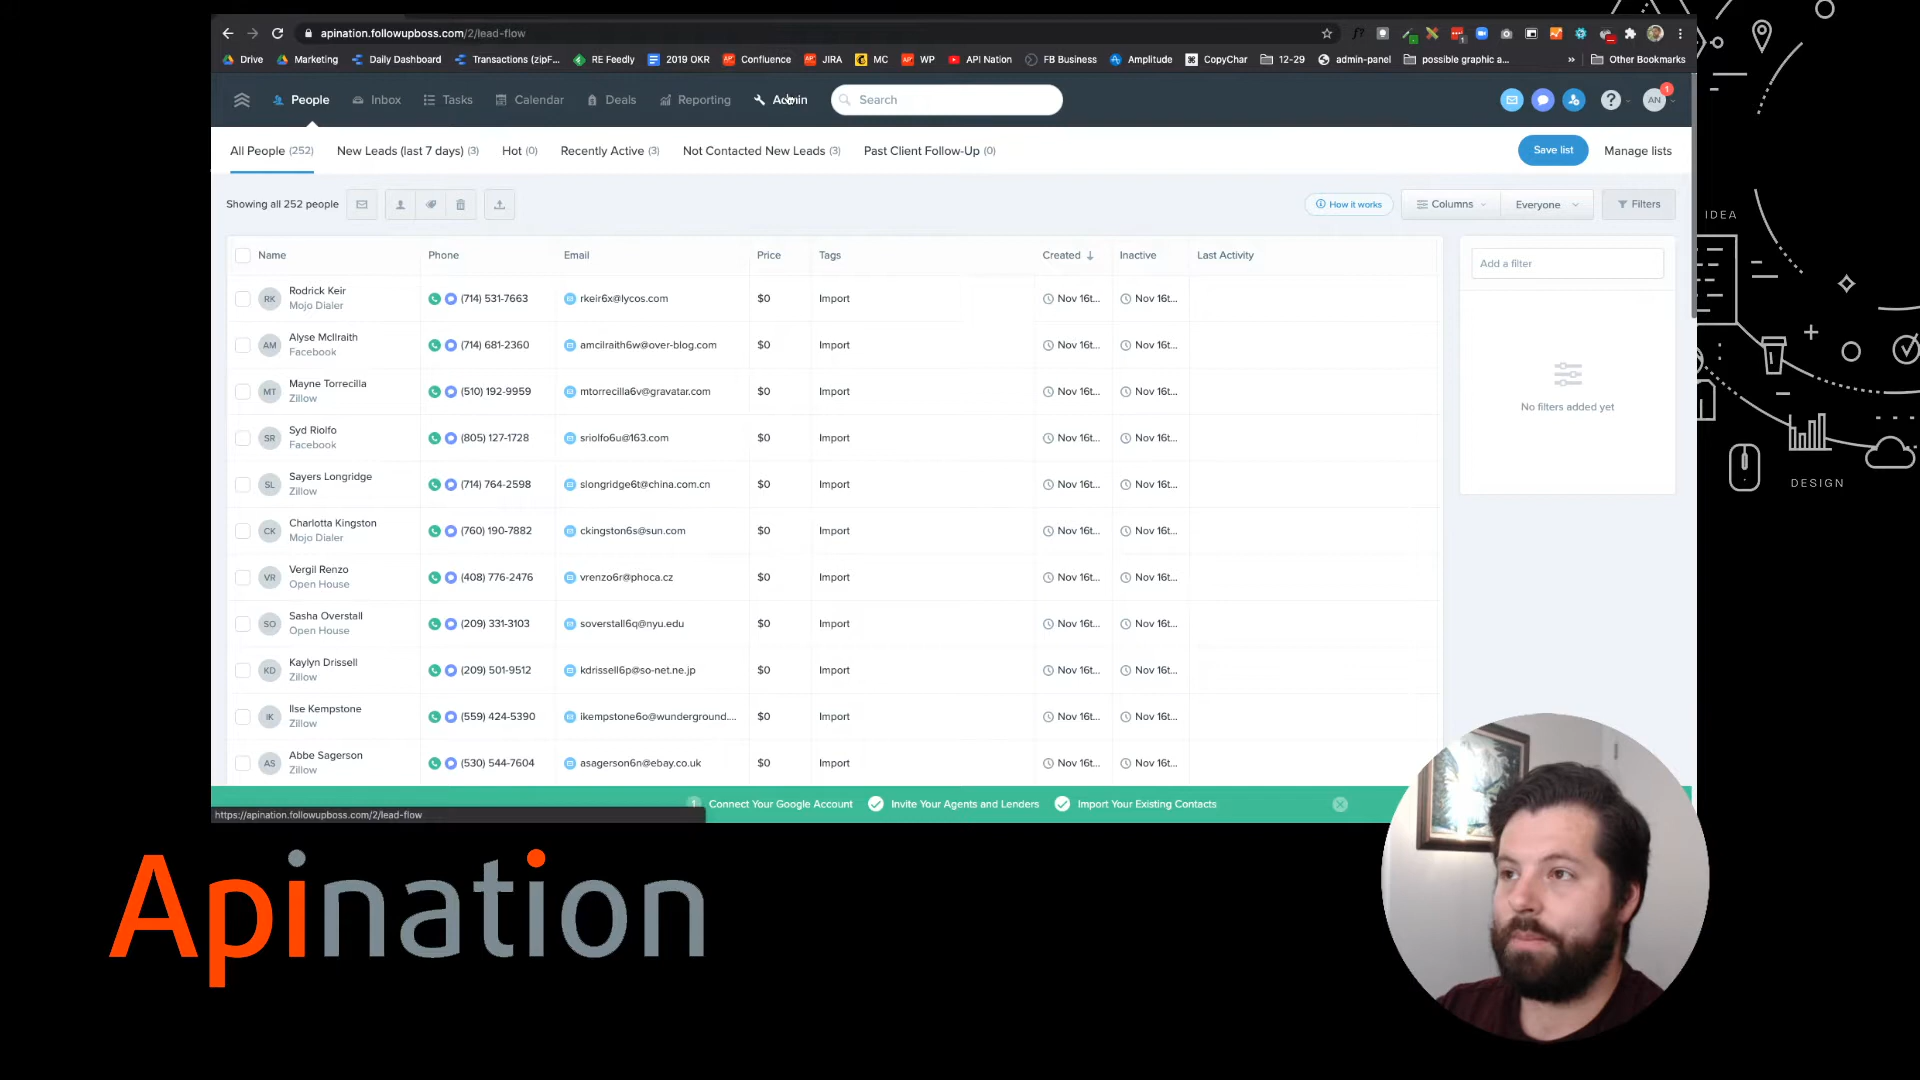 apination.followupboss.com/2/lead-flow
Drive Marketing Daily Dashboard Transactions (zipF... RE Feedly 2019 OKR Confluence JIRA MC WP API Nation FB Business Amplitude CopyChar 12-29 admin-panel possible graphic a... » Other Bookmarks
People Inbox Tasks Calendar Deals Reporting Admin Search AN 1
All People (252) New Leads (last 7 days) (3) Hot (0) Recently Active (3) Not Contacted New Leads (3) Past Client Follow-Up (0) Save list Manage lists
Showing all 252 people How it works Columns Everyone Filters
Name Phone Email Price Tags Created Inactive Last Activity
Add a filter
No filters added yet
RK Rodrick Keir (714) 531-7663 rkeir6x@lycos.com $0 Import Nov 16t... Nov 16t...
Mojo Dialer
AM Alyse McIlraith (714) 681-2360 amcilraith6w@over-blog.com $0 Import Nov 16t... Nov 16t...
Facebook
MT Mayne Torrecilla (510) 192-9959 mtorrecilla6v@gravatar.com $0 Import Nov 16t... Nov 16t...
Zillow
SR Syd Riolfo (805) 127-1728 sriolfo6u@163.com $0 Import Nov 16t... Nov 16t...
Facebook
SL Sayers Longridge (714) 764-2598 slongridge6t@china.com.cn $0 Import Nov 16t... Nov 16t...
Zillow
CK Charlotta Kingston (760) 190-7882 ckingston6s@sun.com $0 Import Nov 16t... Nov 16t...
Mojo Dialer
VR Vergil Renzo (408) 776-2476 vrenzo6r@phoca.cz $0 Import Nov 16t... Nov 16t...
Open House
SO Sasha Overstall (209) 331-3103 soverstall6q@nyu.edu $0 Import Nov 16t... Nov 16t...
Open House
KD Kaylyn Drissell (209) 501-9512 kdrissell6p@so-net.ne.jp $0 Import Nov 16t... Nov 16t...
Zillow
IK Ilse Kempstone (559) 424-5390 ikempstone6o@wunderground.... $0 Import Nov 16t... Nov 16t...
Zillow
AS Abbe Sagerson (530) 544-7604 asagerson6n@ebay.co.uk $0 Import Nov 16t... Nov 16t...
Zillow
1 Connect Your Google Account Invite Your Agents and Lenders Import Your Existing Contacts
https://apination.followupboss.com/2/lead-flow
IDEA
DESIGN
Apination